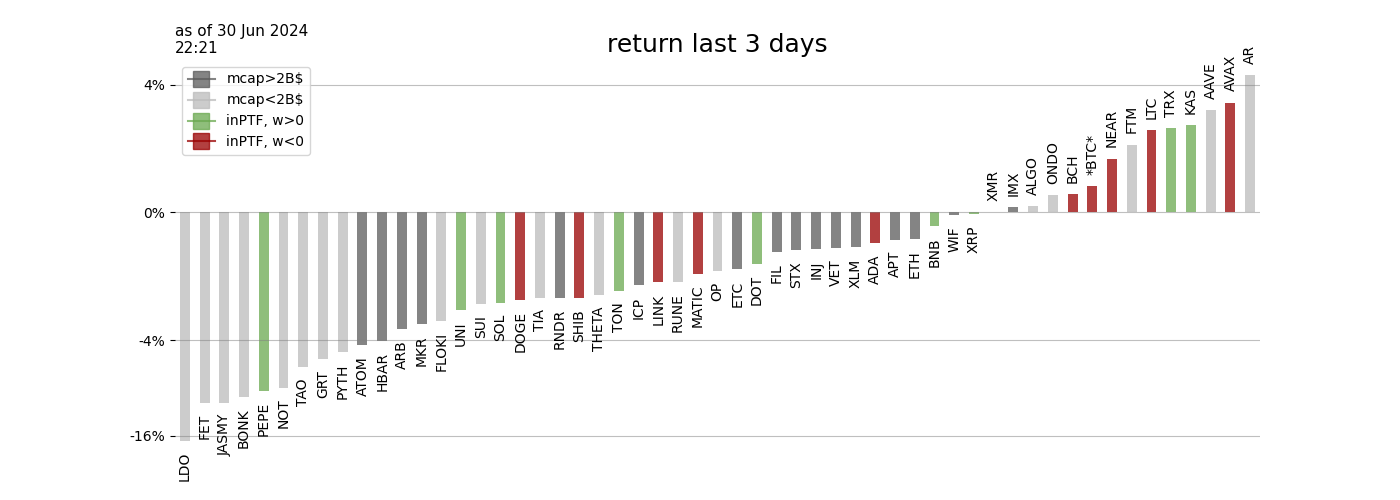 as of 30 Jun 2024
22:21
return last 3 days
mcap>2B$
mcap<2B$
inPTF, w>0
inPTF, w<0
4%
0%
-4%
-16%
LDO
FET
JASMY
BONK
PEPE
NOT
TAO
GRT
PYTH
ATOM
HBAR
ARB
MKR
FLOKI
UNI
SUI
SOL
DOGE
TIA
RNDR
SHIB
THETA
TON
ICP
LINK
RUNE
MATIC
OP
ETC
DOT
FIL
STX
INJ
VET
XLM
ADA
APT
ETH
BNB
WIF
XRP
XMR
IMX
ALGO
ONDO
BCH
*BTC*
NEAR
FTM
LTC
TRX
KAS
AAVE
AVAX
AR